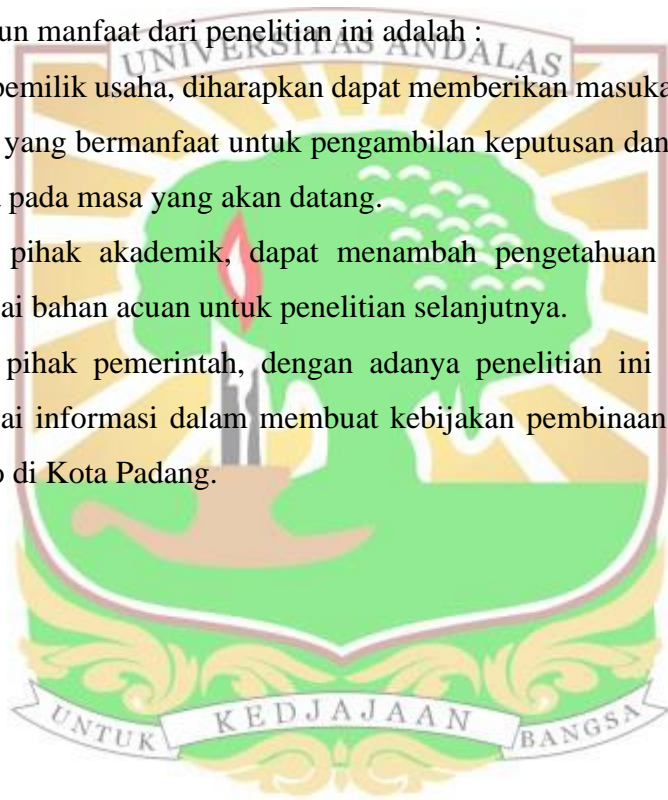 un manfaat dari penelitian ini adalah :
UNIVERSITAS ANDALAS
pemilik usaha, diharapkan dapat memberikan masuka
yang bermanfaat untuk pengambilan keputusan dan
pada masa yang akan datang.
pihak akademik, dapat menambah pengetahuan
ai bahan acuan untuk penelitian selanjutnya.
pihak pemerintah, dengan adanya penelitian ini
ai informasi dalam membuat kebijakan pembinaan
o di Kota Padang.
UNTUK KEDJAJAAN BANGSA